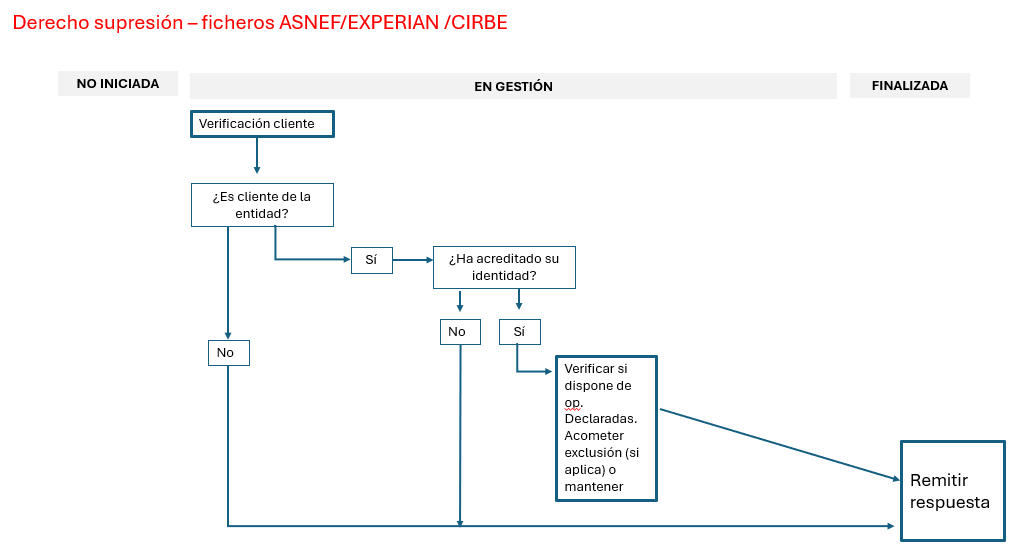 Derecho supresión – ficheros ASNEF/EXPERIAN /CIRBE
NO INICIADA
EN GESTIÓN
FINALIZADA
Verificación cliente
¿Es cliente de la
entidad?
Sí
¿Ha acreditado su
identidad?
No
Sí
No
Verificar si
dispone de
op.
Declaradas.
Acometer
exclusión (si
aplica) o
mantener
Remitir
respuesta